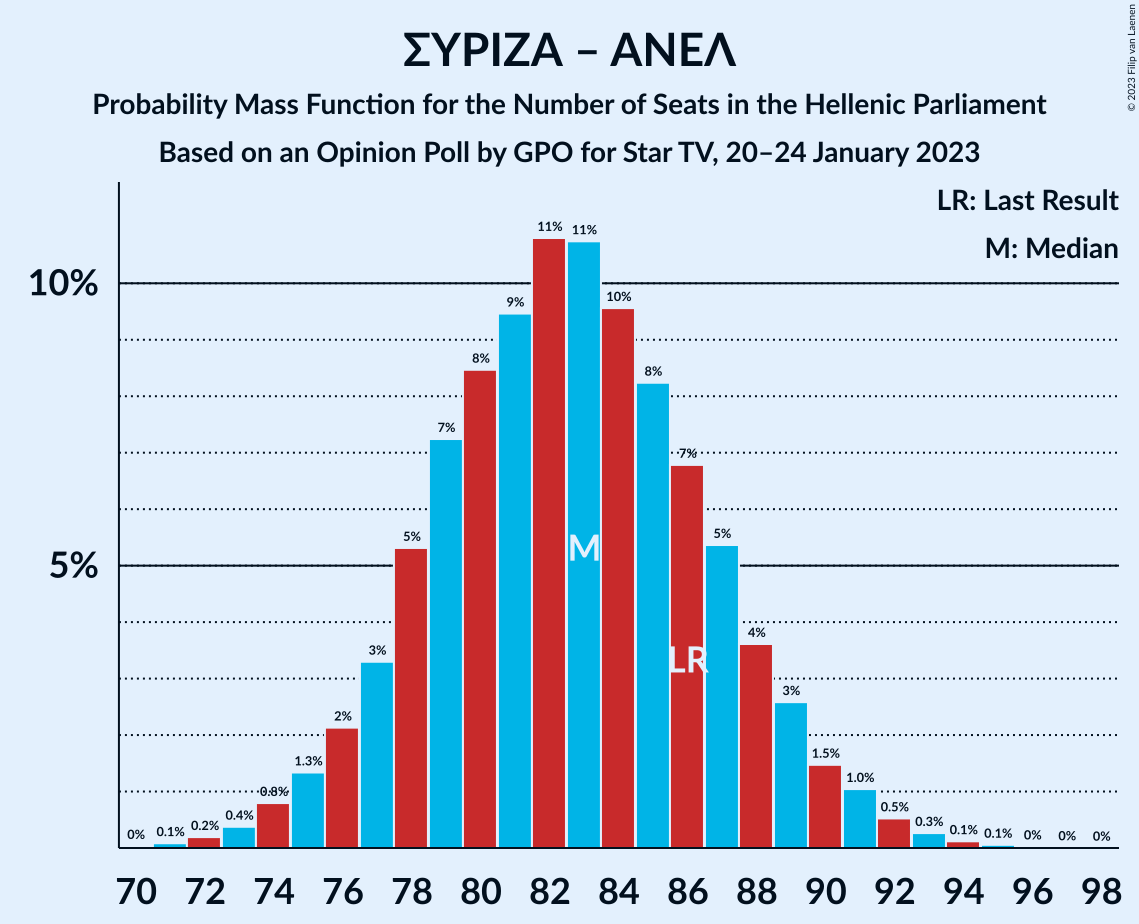 ΣΥΡΙΖΑ – ΑΝΕΛ
Probability Mass Function for the Number of Seats in the Hellenic Parliament
Based on an Opinion Poll by GPO for Star TV, 20–24 January 2023
© 2023 Filip van Laenen
LR: Last Result
M: Median
10%
5%
0% 0.1% 0.2% 0.4% 0.8% 1.3% 2% 3% 5% 7% 8% 9% 11% 11% 10% 8% 7% 5% 4% 3% 1.5% 1.0% 0.5% 0.3% 0.1% 0.1% 0% 0% 0%
M
LR
70 72 74 76 78 80 82 84 86 88 90 92 94 96 98